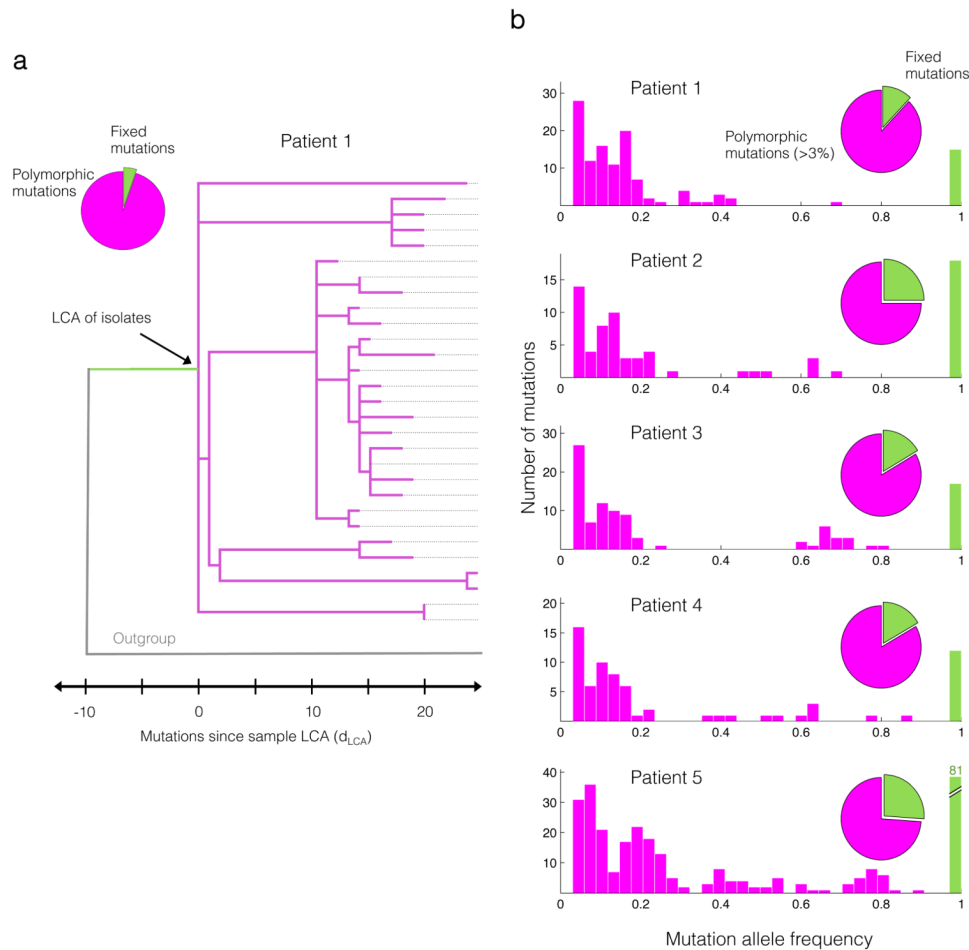 a
Patient 1
Fixed
mutations
Polymorphic
mutations
LCA of isolates
Outgroup
-10
0
10
20
Mutations since sample LCA (dLCA)
b
Number of mutations
Patient 1
Fixed
mutations
Polymorphic
mutations (>3%)
30
20
10
0
0.2
0.4
0.6
0.8
1
Patient 2
15
10
5
0
0.2
0.4
0.6
0.8
1
Patient 3
30
20
10
0
0.2
0.4
0.6
0.8
1
Patient 4
20
15
10
5
0
0.2
0.4
0.6
0.8
1
Patient 5
81
40
30
20
10
0
0.2
0.4
0.6
0.8
1
Mutation allele frequency